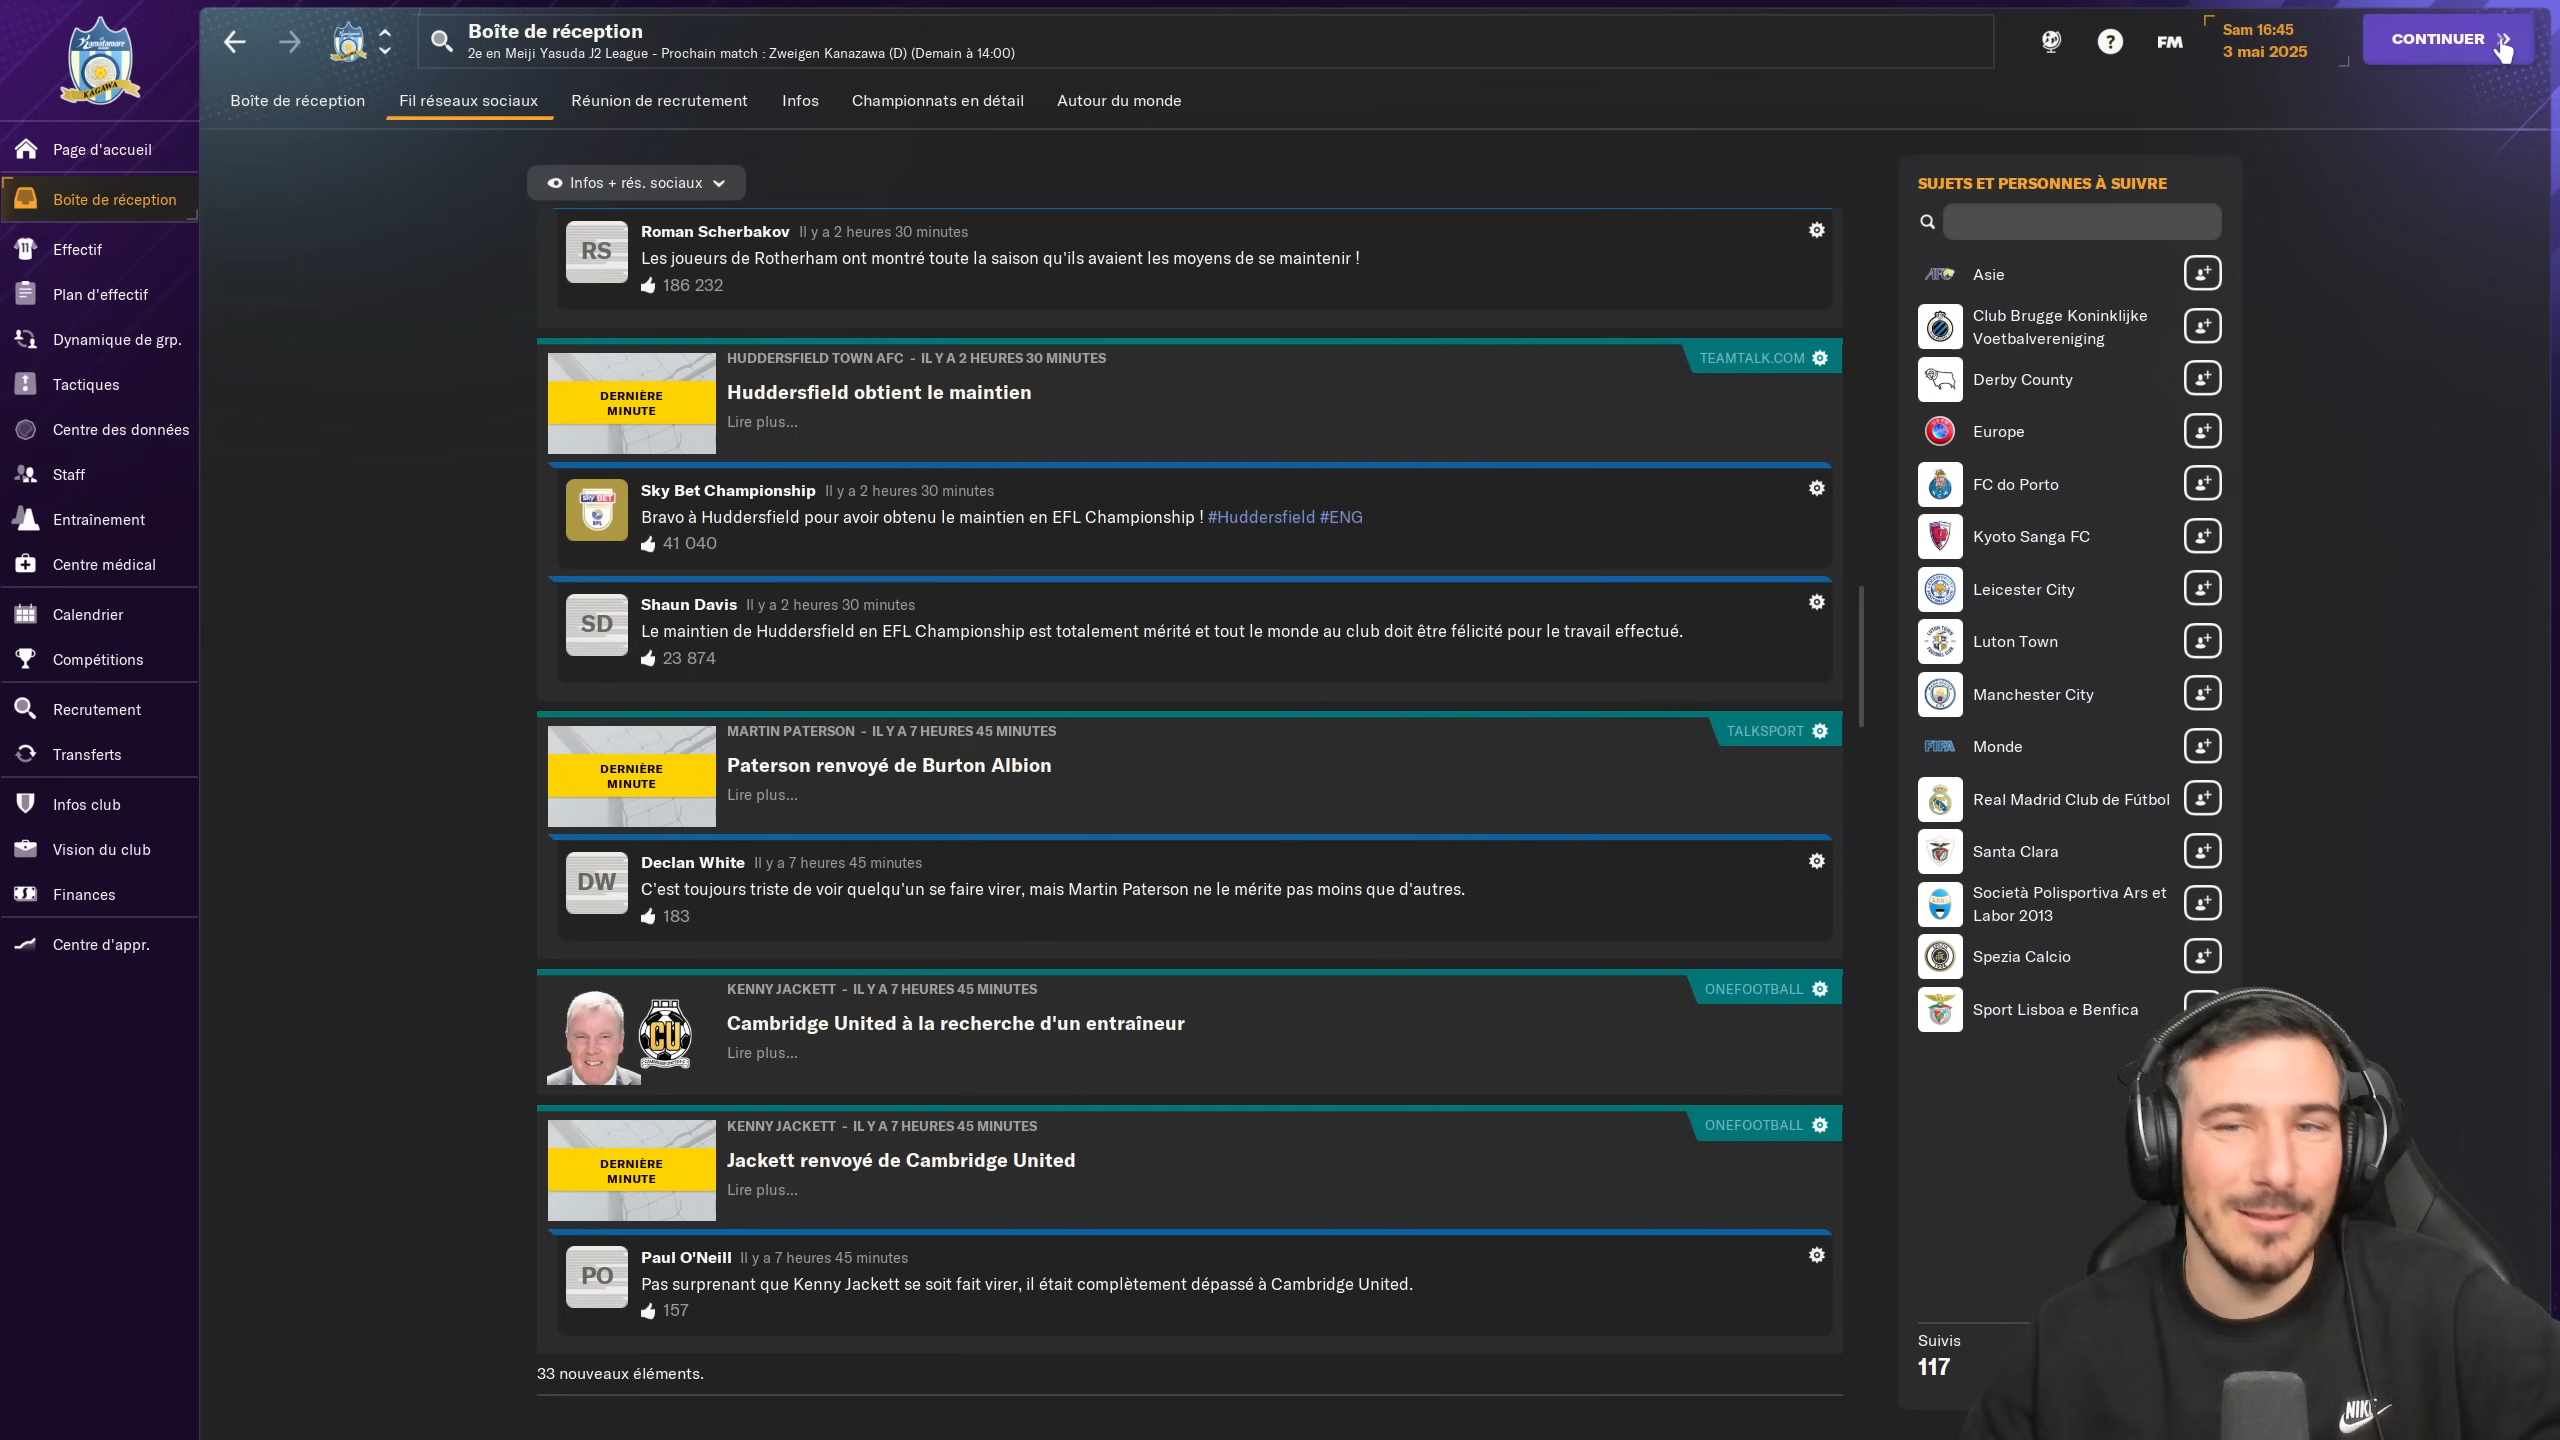 Kamatamare
KAGAWA
Boîte de réception
2e en Meiji Yasuda J2 League - Prochain match : Zweigen Kanazawa (D) (Demain à 14:00)
?
FM
Sam 16:45
3 mai 2025
CONTINUER
Boîte de réception
Fil réseaux sociaux
Réunion de recrutement
Infos
Championnats en détail
Autour du monde
Page d'accueil
Boîte de réception
Effectif
Plan d'effectif
Dynamique de grp.
Tactiques
Centre des données
Staff
Entraînement
Centre médical
Calendrier
Compétitions
Recrutement
Transferts
Infos club
Vision du club
Finances
Centre d'appr.
Infos + rés. sociaux
RS
Roman Scherbakov Il y a 2 heures 30 minutes
Les joueurs de Rotherham ont montré toute la saison qu'ils avaient les moyens de se maintenir !
186 232
HUDDERSFIELD TOWN AFC - IL Y A 2 HEURES 30 MINUTES
TEAMTALK.COM
DERNIÈRE
MINUTE
Huddersfield obtient le maintien
Lire plus...
sky BET
EFL
Sky Bet Championship Il y a 2 heures 30 minutes
Bravo à Huddersfield pour avoir obtenu le maintien en EFL Championship ! #Huddersfield #ENG
41 040
SD
Shaun Davis Il y a 2 heures 30 minutes
Le maintien de Huddersfield en EFL Championship est totalement mérité et tout le monde au club doit être félicité pour le travail effectué.
23 874
MARTIN PATERSON - IL Y A 7 HEURES 45 MINUTES
TALKSPORT
DERNIÈRE
MINUTE
Paterson renvoyé de Burton Albion
Lire plus...
DW
Declan White Il y a 7 heures 45 minutes
C'est toujours triste de voir quelqu'un se faire virer, mais Martin Paterson ne le mérite pas moins que d'autres.
183
KENNY JACKETT - IL Y A 7 HEURES 45 MINUTES
ONEFOOTBALL
CU
Cambridge United à la recherche d'un entraîneur
Lire plus...
KENNY JACKETT - IL Y A 7 HEURES 45 MINUTES
ONEFOOTBALL
DERNIÈRE
MINUTE
Jackett renvoyé de Cambridge United
Lire plus...
PO
Paul O'Neill Il y a 7 heures 45 minutes
Pas surprenant que Kenny Jackett se soit fait virer, il était complètement dépassé à Cambridge United.
157
33 nouveaux éléments.
SUJETS ET PERSONNES À SUIVRE
AFC
Asie
Club Brugge Koninklijke
Voetbalvereniging
Derby County
Europe
FC do Porto
Kyoto Sanga FC
Leicester City
Luton Town
Manchester City
FIFA
Monde
Real Madrid Club de Fútbol
Santa Clara
Società Polisportiva Ars et
Labor 2013
Spezia Calcio
Sport Lisboa e Benfica
Suivis
117
NIKE